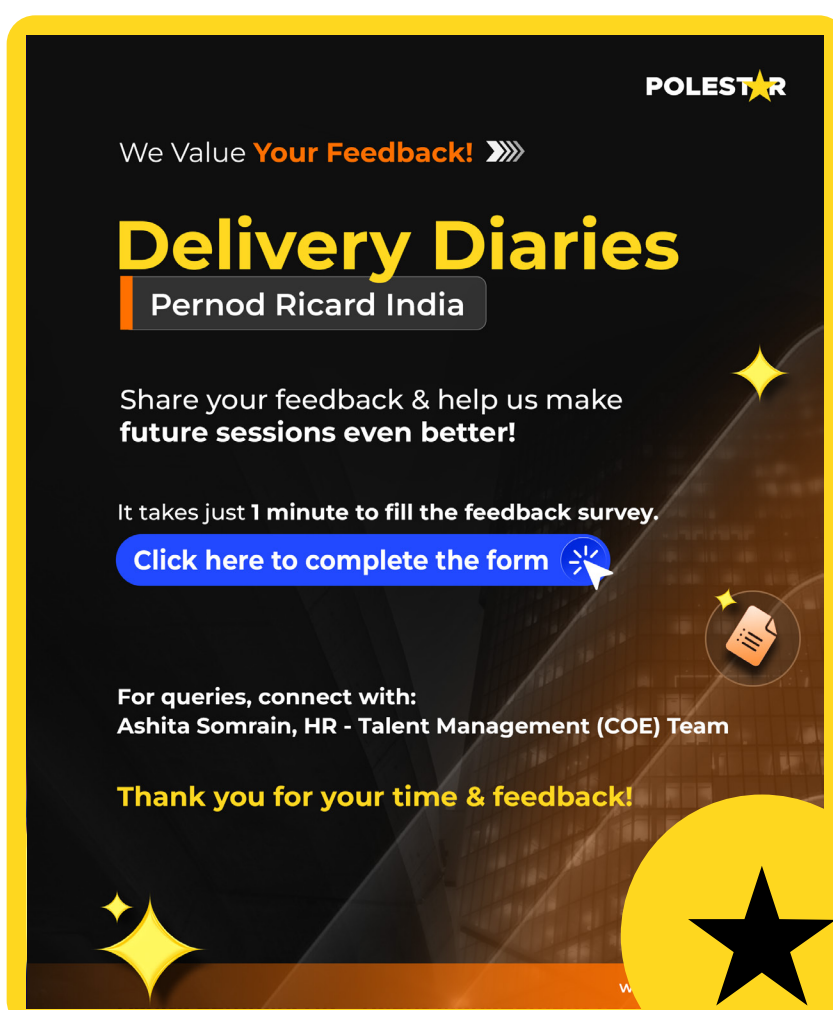 POLESTAR
We Value Your Feedback!
Delivery Diaries
Pernod Ricard India
Share your feedback & help us make
future sessions even better!
It takes just 1 minute to fill the feedback survey.
Click here to complete the form
For queries, connect with:
Ashita Somrain, HR - Talent Management (COE) Team
Thank you for your time & feedback!